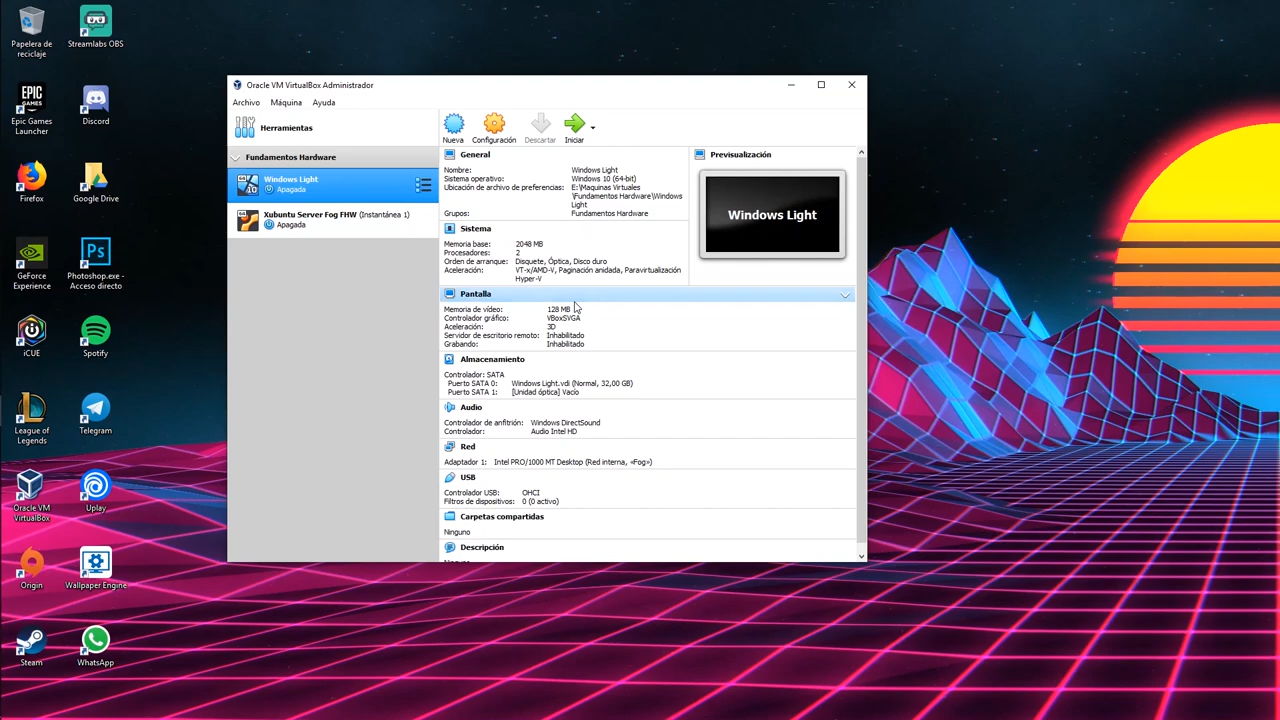 Papelera de
reciclaje
Streamlabs OBS
EPIC
GAMES
Epic Games
Launcher
Discord
Firefox
Google Drive
GeForce
Experience
Ps
Photoshop.exe -
Acceso directo
iCUE
Spotify
League of
Legends
Telegram
Oracle VM
VirtualBox
Uplay
Origin
Wallpaper Engine
Steam
WhatsApp
Oracle VM VirtualBox Administrador
Archivo Máquina Ayuda
Herramientas
Nueva Configuración Descartar Iniciar
Fundamentos Hardware
64
10
Windows Light
Apagada
64
Xubuntu Server Fog FHW (Instantánea 1)
Apagada
General
Nombre: Windows Light
Sistema operativo: Windows 10 (64-bit)
Ubicación de archivo de preferencias: E:\Maquinas Virtuales
\Fundamentos Hardware\Windows
Light
Grupos: Fundamentos Hardware
Previsualización
Windows Light
Sistema
Memoria base: 2048 MB
Procesadores: 2
Orden de arranque: Disquete, Óptica, Disco duro
Aceleración: VT-x/AMD-V, Paginación anidada, Paravirtualización
Hyper-V
Pantalla
Memoria de vídeo: 128 MB
Controlador gráfico: VBoxSVGA
Aceleración: 3D
Servidor de escritorio remoto: Inhabilitado
Grabando: Inhabilitado
Almacenamiento
Controlador: SATA
Puerto SATA 0: Windows Light.vdi (Normal, 32,00 GB)
Puerto SATA 1: [Unidad óptica] Vacío
Audio
Controlador de anfitrión: Windows DirectSound
Controlador: Audio Intel HD
Red
Adaptador 1: Intel PRO/1000 MT Desktop (Red interna, «Fog»)
USB
Controlador USB: OHCI
Filtros de dispositivos: 0 (0 activo)
Carpetas compartidas
Ninguno
Descripción